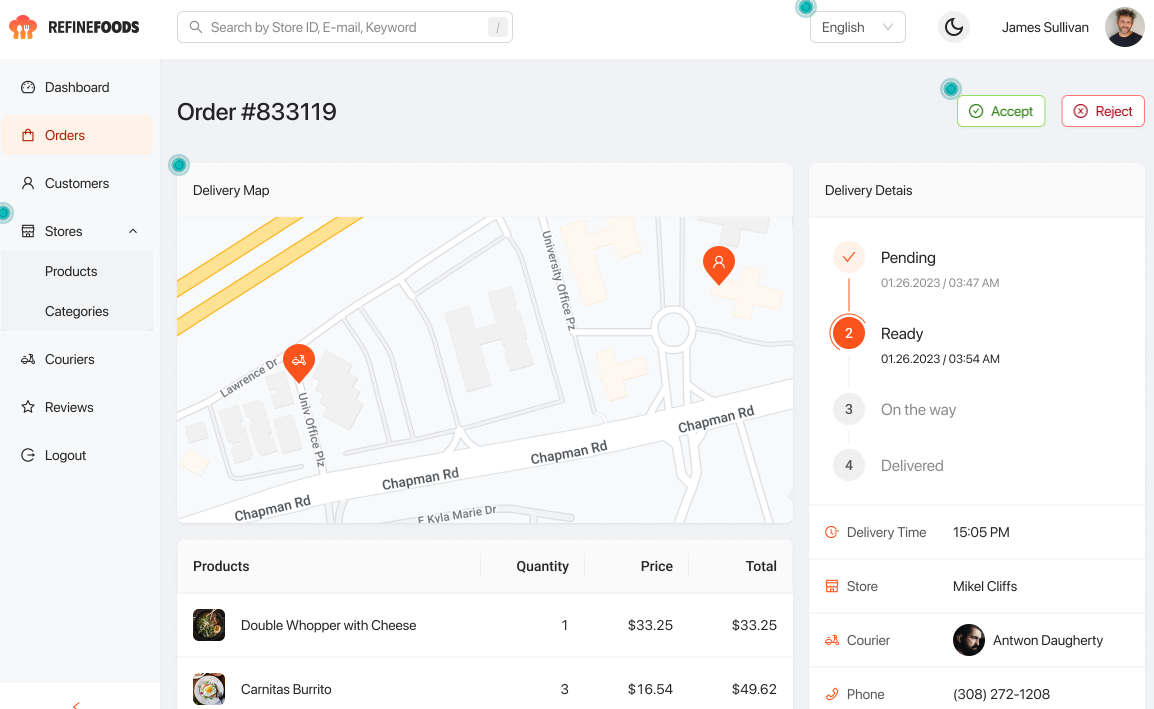 REFINEFOODS
Search by Store ID, E-mail, Keyword
/
English
James Sullivan
Dashboard
Orders
Customers
Stores
Products
Categories
Couriers
Reviews
Logout
Order #833119
Accept
Reject
Delivery Map
University Office Pz
Lawrence Dr
Univ Office Plz
Chapman Rd
Chapman Rd
Chapman Rd
Chapman Rd
E Kyla Marie Dr
Products Quantity Price Total
Double Whopper with Cheese 1 $33.25 $33.25
Carnitas Burrito 3 $16.54 $49.62
Delivery Detais
Pending
01.26.2023 / 03:47 AM
2 Ready
01.26.2023 / 03:54 AM
3 On the way
4 Delivered
Delivery Time 15:05 PM
Store Mikel Cliffs
Courier Antwon Daugherty
Phone (308) 272-1208